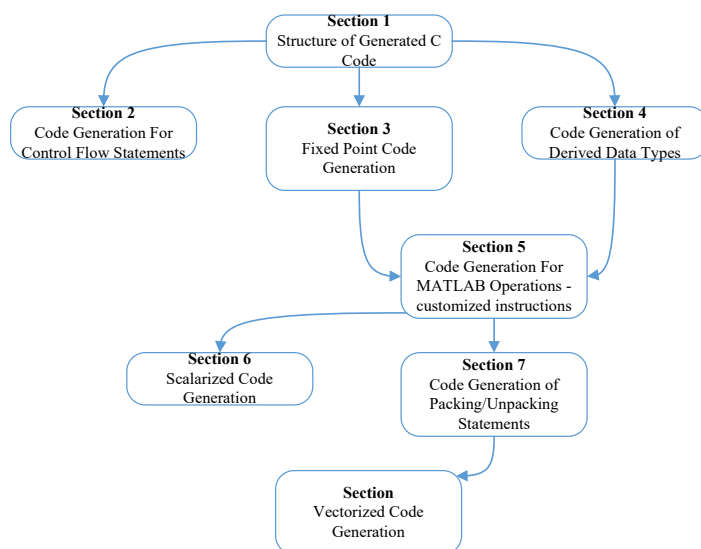 Section 1
Structure of Generated C
Code
Section 2
Code Generation For
Control Flow Statements
Section 3
Fixed Point Code
Generation
Section 4
Code Generation of
Derived Data Types
Section 5
Code Generation For
MATLAB Operations -
customized instructions
Section 6
Scalarized Code
Generation
Section 7
Code Generation of
Packing/Unpacking
Statements
Section
Vectorized Code
Generation